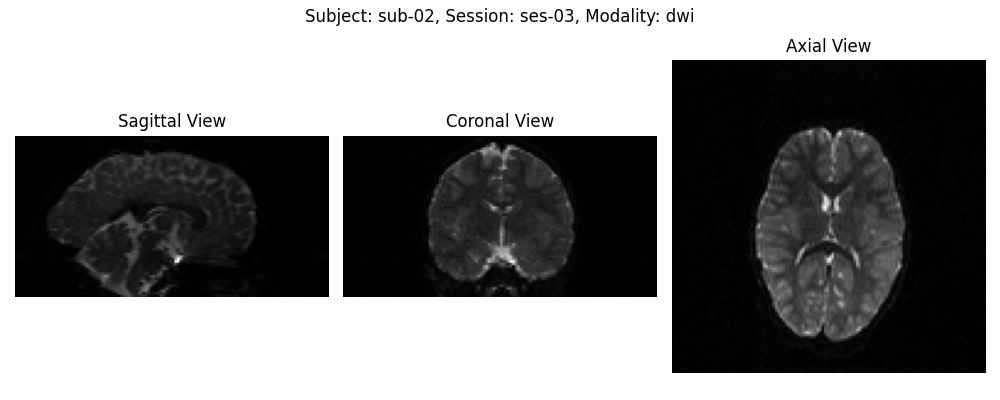 Subject: sub-02, Session: ses-03, Modality: dwi
Sagittal View
Coronal View
Axial View